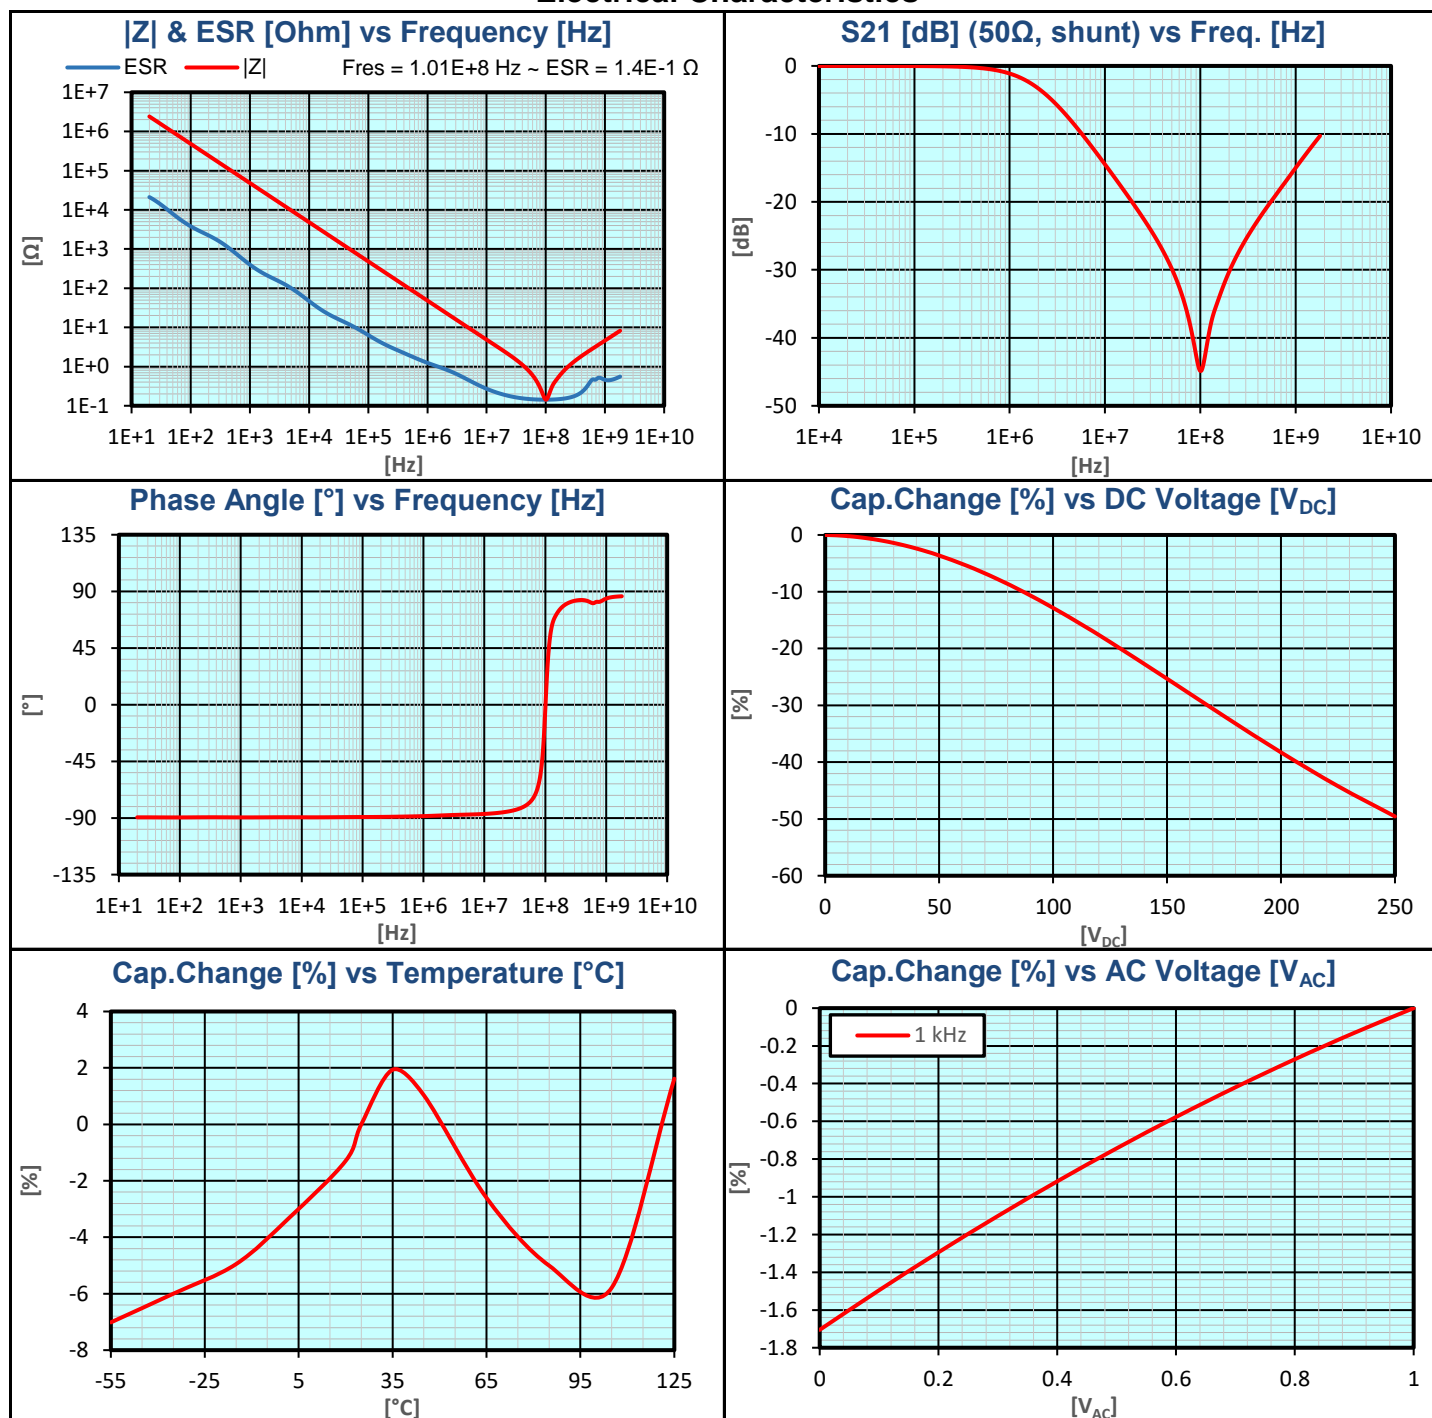 Electrical Characteristics
|Z| & ESR [Ohm] vs Frequency [Hz]
ESR |Z| Fres = 1.01E+8 Hz ~ ESR = 1.4E-1 Ω
1E+7
1E+6
1E+5
1E+4
1E+3
1E+2
1E+1
1E+0
1E-1
[Ω]
1E+1 1E+2 1E+3 1E+4 1E+5 1E+6 1E+7 1E+8 1E+9 1E+10
[Hz]
S21 [dB] (50Ω, shunt) vs Freq. [Hz]
0
-10
-20
-30
-40
-50
[dB]
1E+4 1E+5 1E+6 1E+7 1E+8 1E+9 1E+10
[Hz]
Phase Angle [°] vs Frequency [Hz]
135
90
45
0
-45
-90
-135
[°]
1E+1 1E+2 1E+3 1E+4 1E+5 1E+6 1E+7 1E+8 1E+9 1E+10
[Hz]
Cap.Change [%] vs DC Voltage [VDC]
0
-10
-20
-30
-40
-50
-60
[%]
0 50 100 150 200 250
[VDC]
Cap.Change [%] vs Temperature [°C]
4
2
0
-2
-4
-6
-8
[%]
-55 -25 5 35 65 95 125
[°C]
Cap.Change [%] vs AC Voltage [VAC]
1 kHz
0
-0.2
-0.4
-0.6
-0.8
-1
-1.2
-1.4
-1.6
-1.8
[%]
0 0.2 0.4 0.6 0.8 1
[VAC]